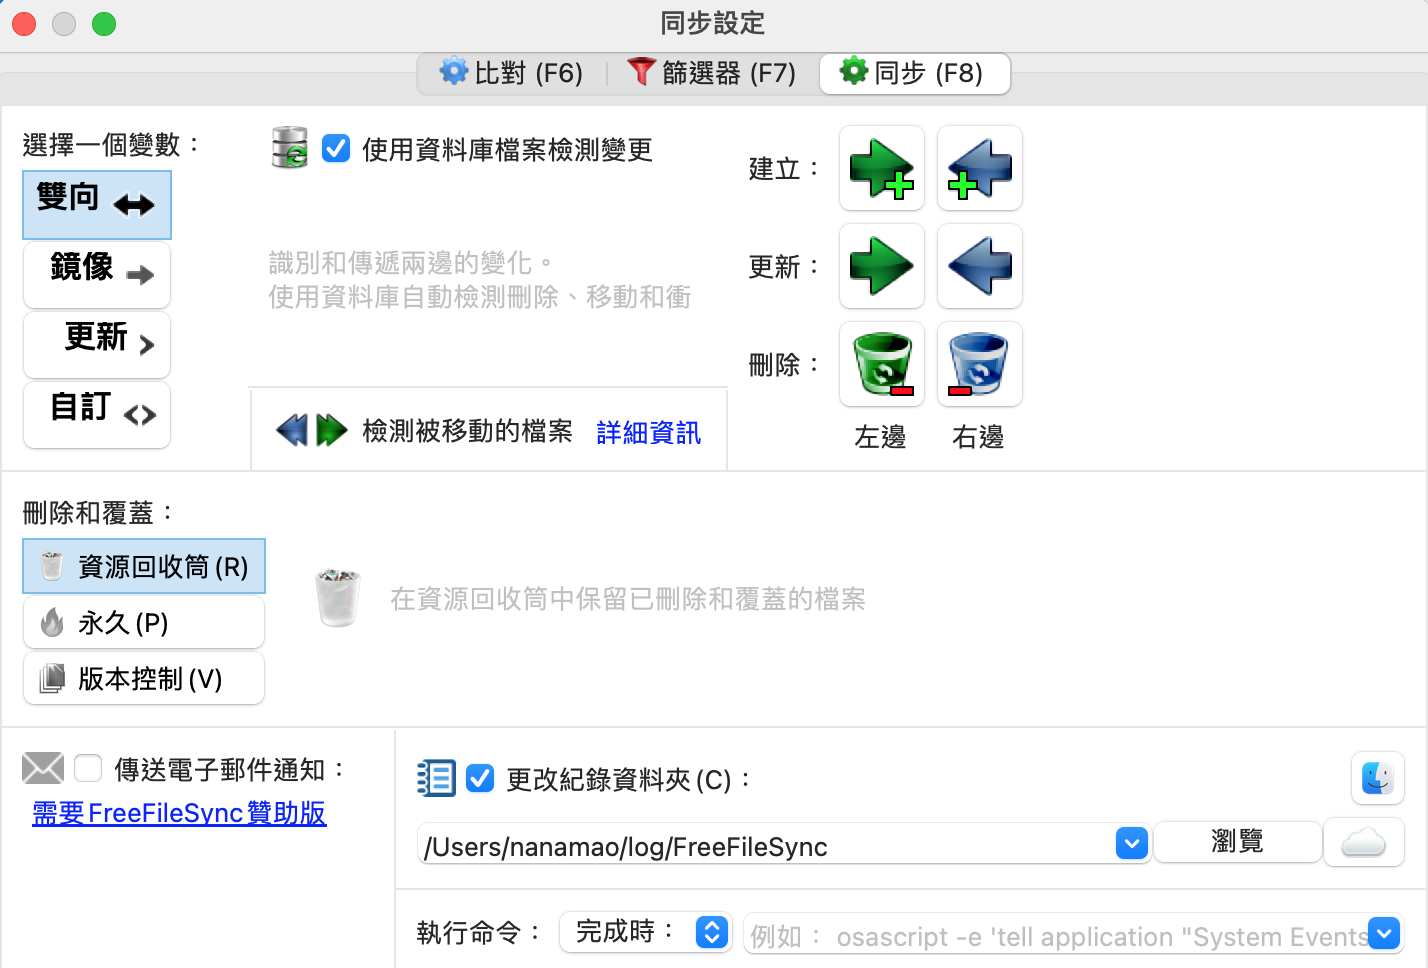 同步設定
比對 (F6)
篩選器 (F7)
同步 (F8)
選擇一個變數：
雙向
鏡像
更新
自訂
使用資料庫檔案檢測變更
識別和傳遞兩邊的變化。
使用資料庫自動檢測刪除、移動和衝
檢測被移動的檔案 詳細資訊
建立：
更新：
刪除：
左邊 右邊
刪除和覆蓋：
資源回收筒 (R)
永久 (P)
版本控制 (V)
在資源回收筒中保留已刪除和覆蓋的檔案
傳送電子郵件通知：
需要FreeFileSync贊助版
更改紀錄資料夾(C)：
/Users/nanamao/log/FreeFileSync
瀏覽
執行命令： 完成時： 例如： osascript -e 'tell application "System Events